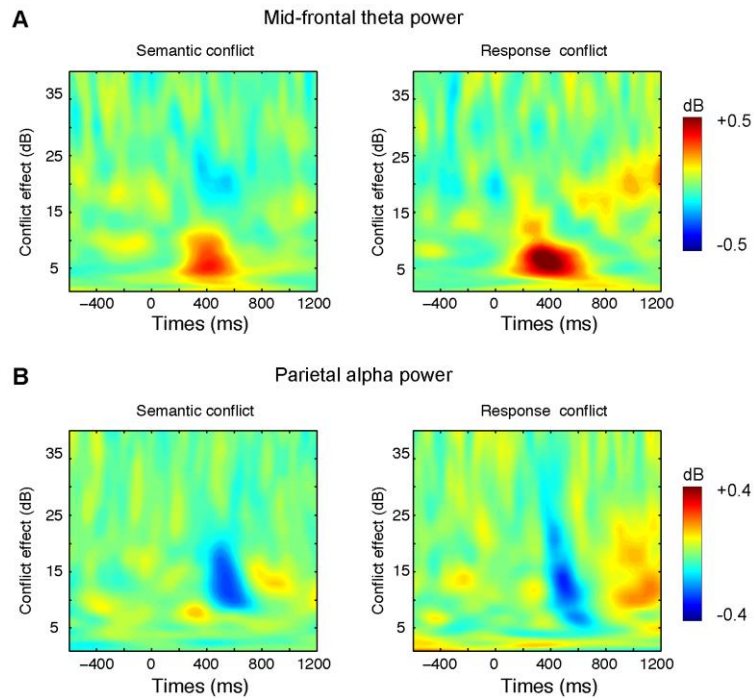 A
Mid-frontal theta power
Semantic conflict
Response conflict
Conflict effect (dB)
35
25
15
5
−400 0 400 800 1200
Times (ms)
Conflict effect (dB)
35
25
15
5
−400 0 400 800 1200
Times (ms)
dB
+0.5
-0.5
B
Parietal alpha power
Semantic conflict
Response conflict
Conflict effect (dB)
35
25
15
5
−400 0 400 800 1200
Times (ms)
Conflict effect (dB)
35
25
15
5
−400 0 400 800 1200
Times (ms)
dB
+0.4
-0.4